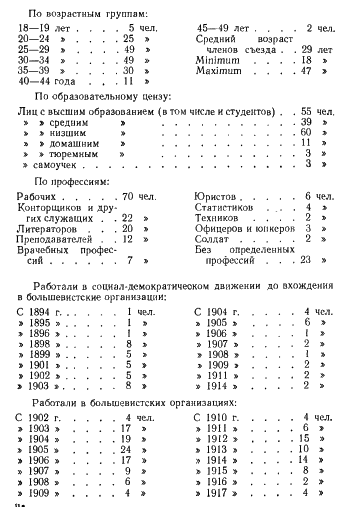 По возрастным группам:
18—19 лет . . . . 5 чел.
20—24 » . . . . 25 »
25—29 » . . . . 49 »
30—34 » . . . . 49 »
35—39 » . . . . 30 »
40—44 года . . . 11 »
45—49 лет . . . . 2 чел.
Средний возраст
членов съезда . . 29 лет
Minimum . . . . 18 »
Maximum . . . . 47 »
По образовательному цензу:
Лиц с высшим образованием (в том числе и студентов) . . 55 чел.
» » средним » . . . . . . . . . . 39 »
» » низшим » . . . . . . . . . . 60 »
» » домашним » . . . . . . . . . . 11 »
» » тюремным » . . . . . . . . . . 3 »
» самоучек . . . . . . . . . . . . . . 3 »
По профессиям:
Рабочих . . . . . 70 чел.
Конторщиков и дру-
гих служащих . . 22 »
Литераторов . . . 20 »
Преподавателей . . 12 »
Врачебных профес-
сий . . . . . . 7 »
Юристов . . . . . 6 чел.
Статистиков . . . 4 »
Техников . . . . 2 »
Офицеров и юнкеров 3 »
Солдат . . . . . 2 »
Без определенных
профессий . . . . 23 »
Работали в социал-демократическом движении до вхождения
в большевистские организации:
С 1894 г. . . . . 1 чел.
» 1895 » . . . . 1 »
» 1896 » . . . . 1 »
» 1898 » . . . . 8 »
» 1899 » . . . . 5 »
» 1901 » . . . . 5 »
» 1902 » . . . . 5 »
» 1903 » . . . . 8 »
С 1904 г. . . . . 4 чел.
» 1905 » . . . . 6 »
» 1906 » . . . . 1 »
» 1907 » . . . . 2 »
» 1908 » . . . . 1 »
» 1909 » . . . . 2 »
» 1911 » . . . . 2 »
» 1914 » . . . . 2 »
Работали в большевистских организациях:
С 1902 г. . . . . 4 чел.
» 1903 » . . . . 17 »
» 1904 » . . . . 19 »
» 1905 » . . . . 24 »
» 1906 » . . . . 17 »
» 1907 » . . . . 9 »
» 1908 » . . . . 6 »
» 1909 » . . . . 4 »
С 1910 г. . . . . 4 чел.
» 1911 » . . . . 6 »
» 1912 » . . . . 15 »
» 1913 » . . . . 10 »
» 1914 » . . . . 14 »
» 1915 » . . . . 8 »
» 1916 » . . . . 2 »
» 1917 » . . . . 4 »